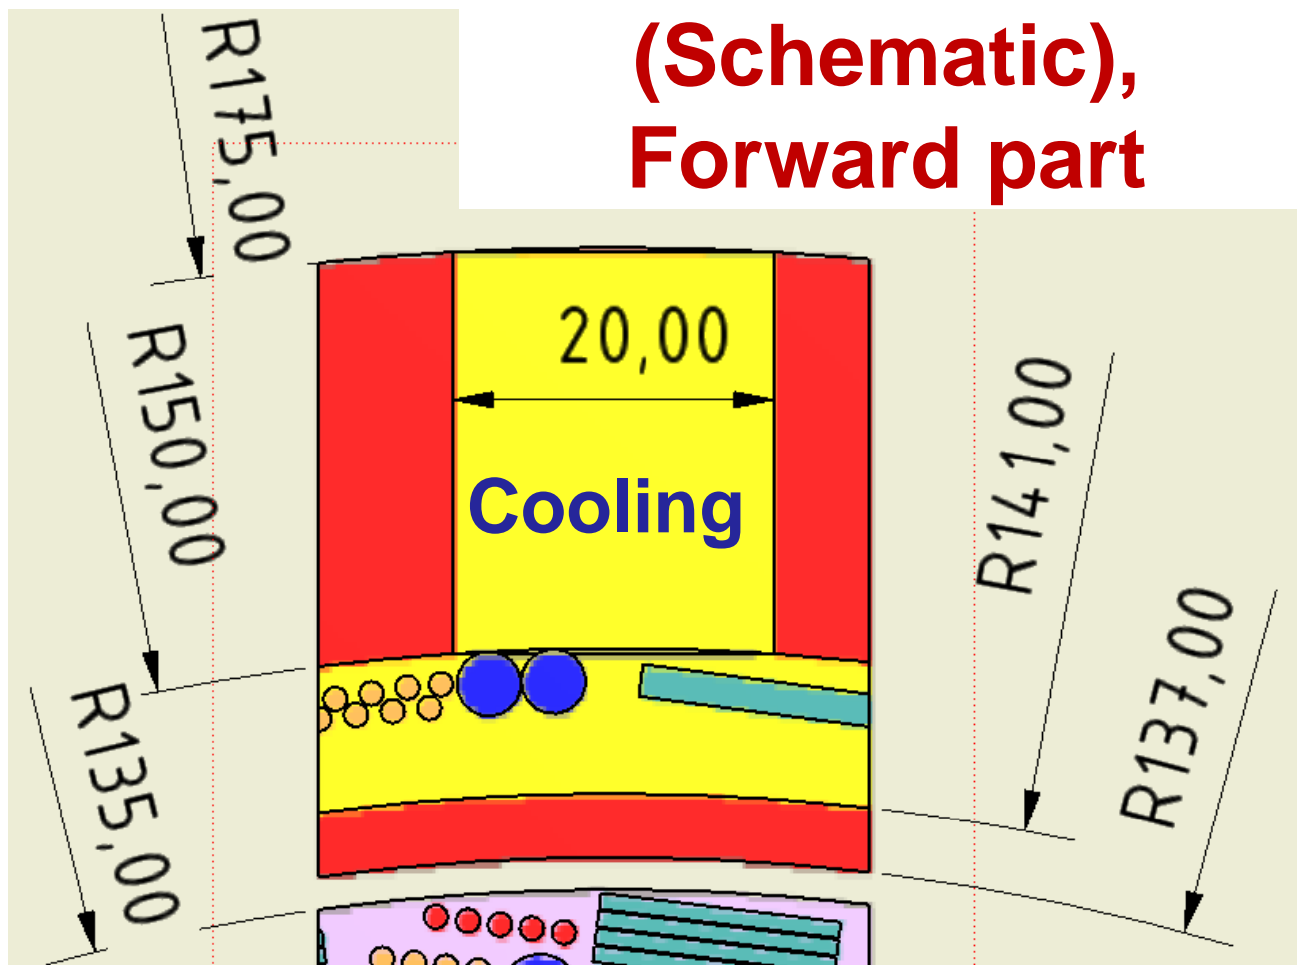 (Schematic),
Forward part
R175,00
20,00
R150,00
R141,00
Cooling
R137,00
R135,00